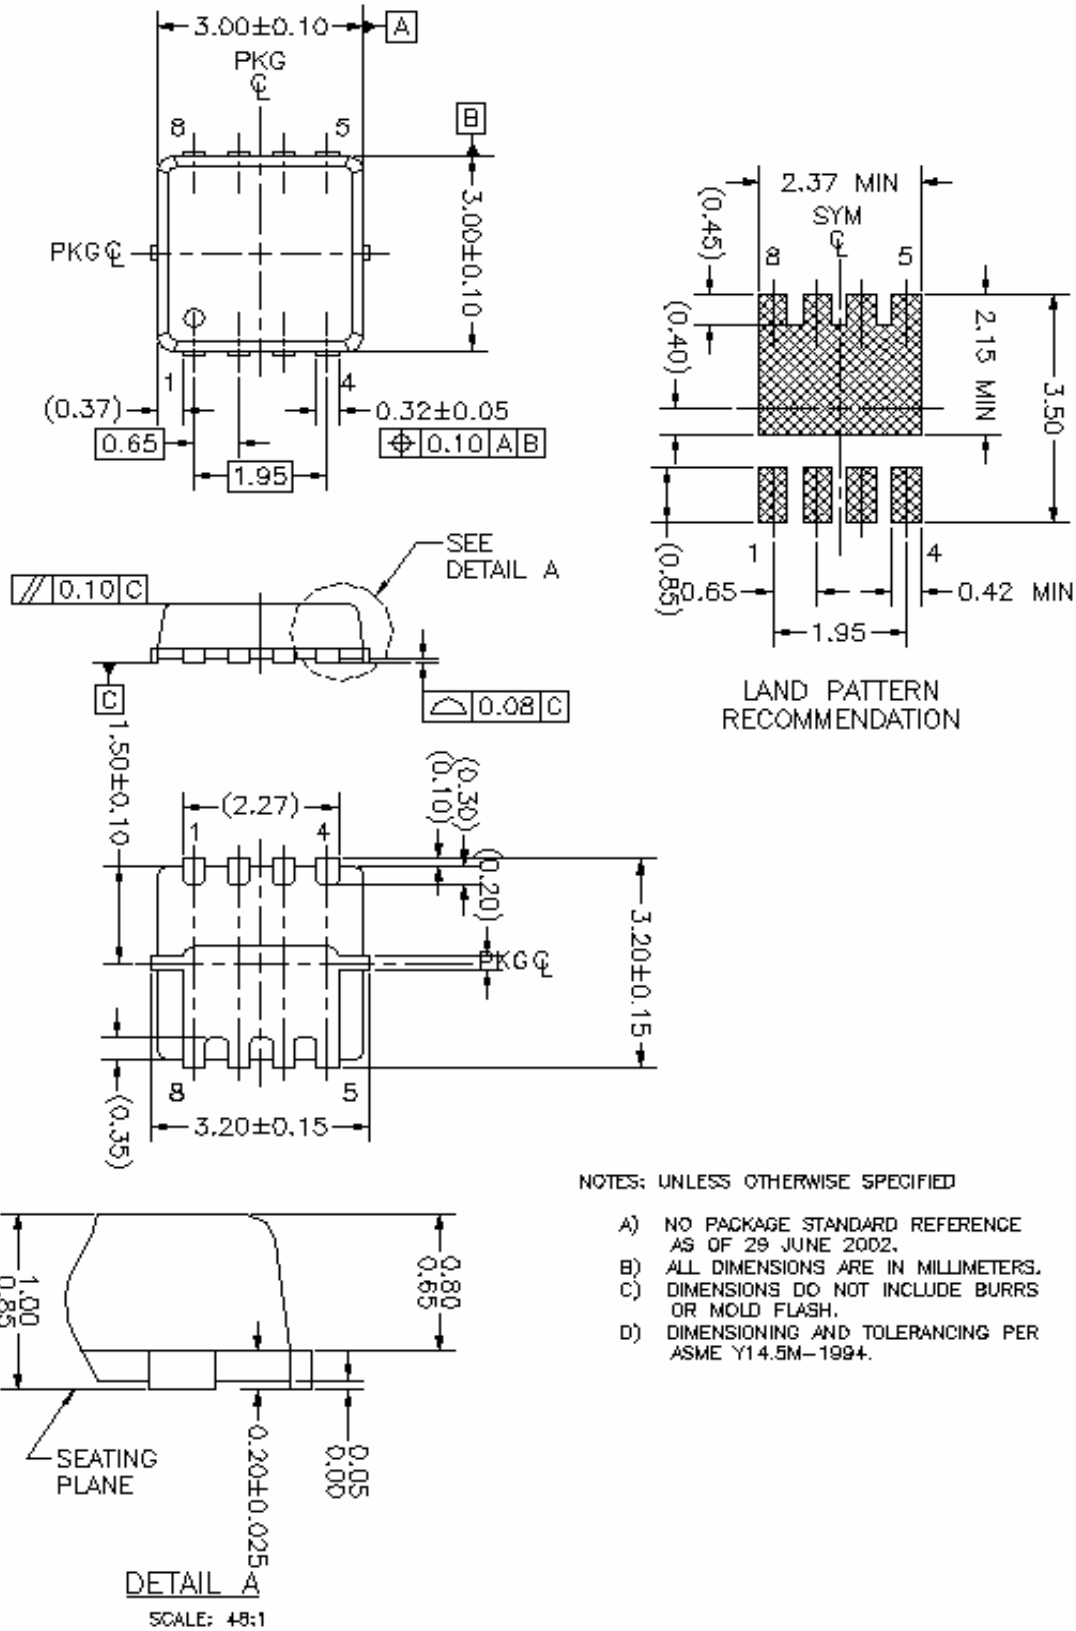 3.00±0.10
A
PKG
℄
B
8
5
3.00±0.10
PKG ℄
1
4
(0.37)
0.32±0.05
0.65
⌖ 0.10 A B
1.95
2.37 MIN
SYM
℄
(0.45)
8
5
(0.40)
2.15 MIN
3.50
(0.85)
1
4
0.65
0.42 MIN
1.95
LAND PATTERN
RECOMMENDATION
SEE
DETAIL A
// 0.10 C
C
⌓ 0.08 C
1.50±0.10
(2.27)
(0.10)
(0.30)
1
4
(0.20)
3.20±0.15
PKG ℄
8
5
(0.35)
3.20±0.15
NOTES: UNLESS OTHERWISE SPECIFIED
A) NO PACKAGE STANDARD REFERENCE
AS OF 29 JUNE 2002.
B) ALL DIMENSIONS ARE IN MILLIMETERS.
C) DIMENSIONS DO NOT INCLUDE BURRS
OR MOLD FLASH.
D) DIMENSIONING AND TOLERANCING PER
ASME Y14.5M-1994.
1.00
0.85
0.80
0.65
SEATING
PLANE
0.20±0.025
0.05
0.00
DETAIL A
SCALE: 48:1